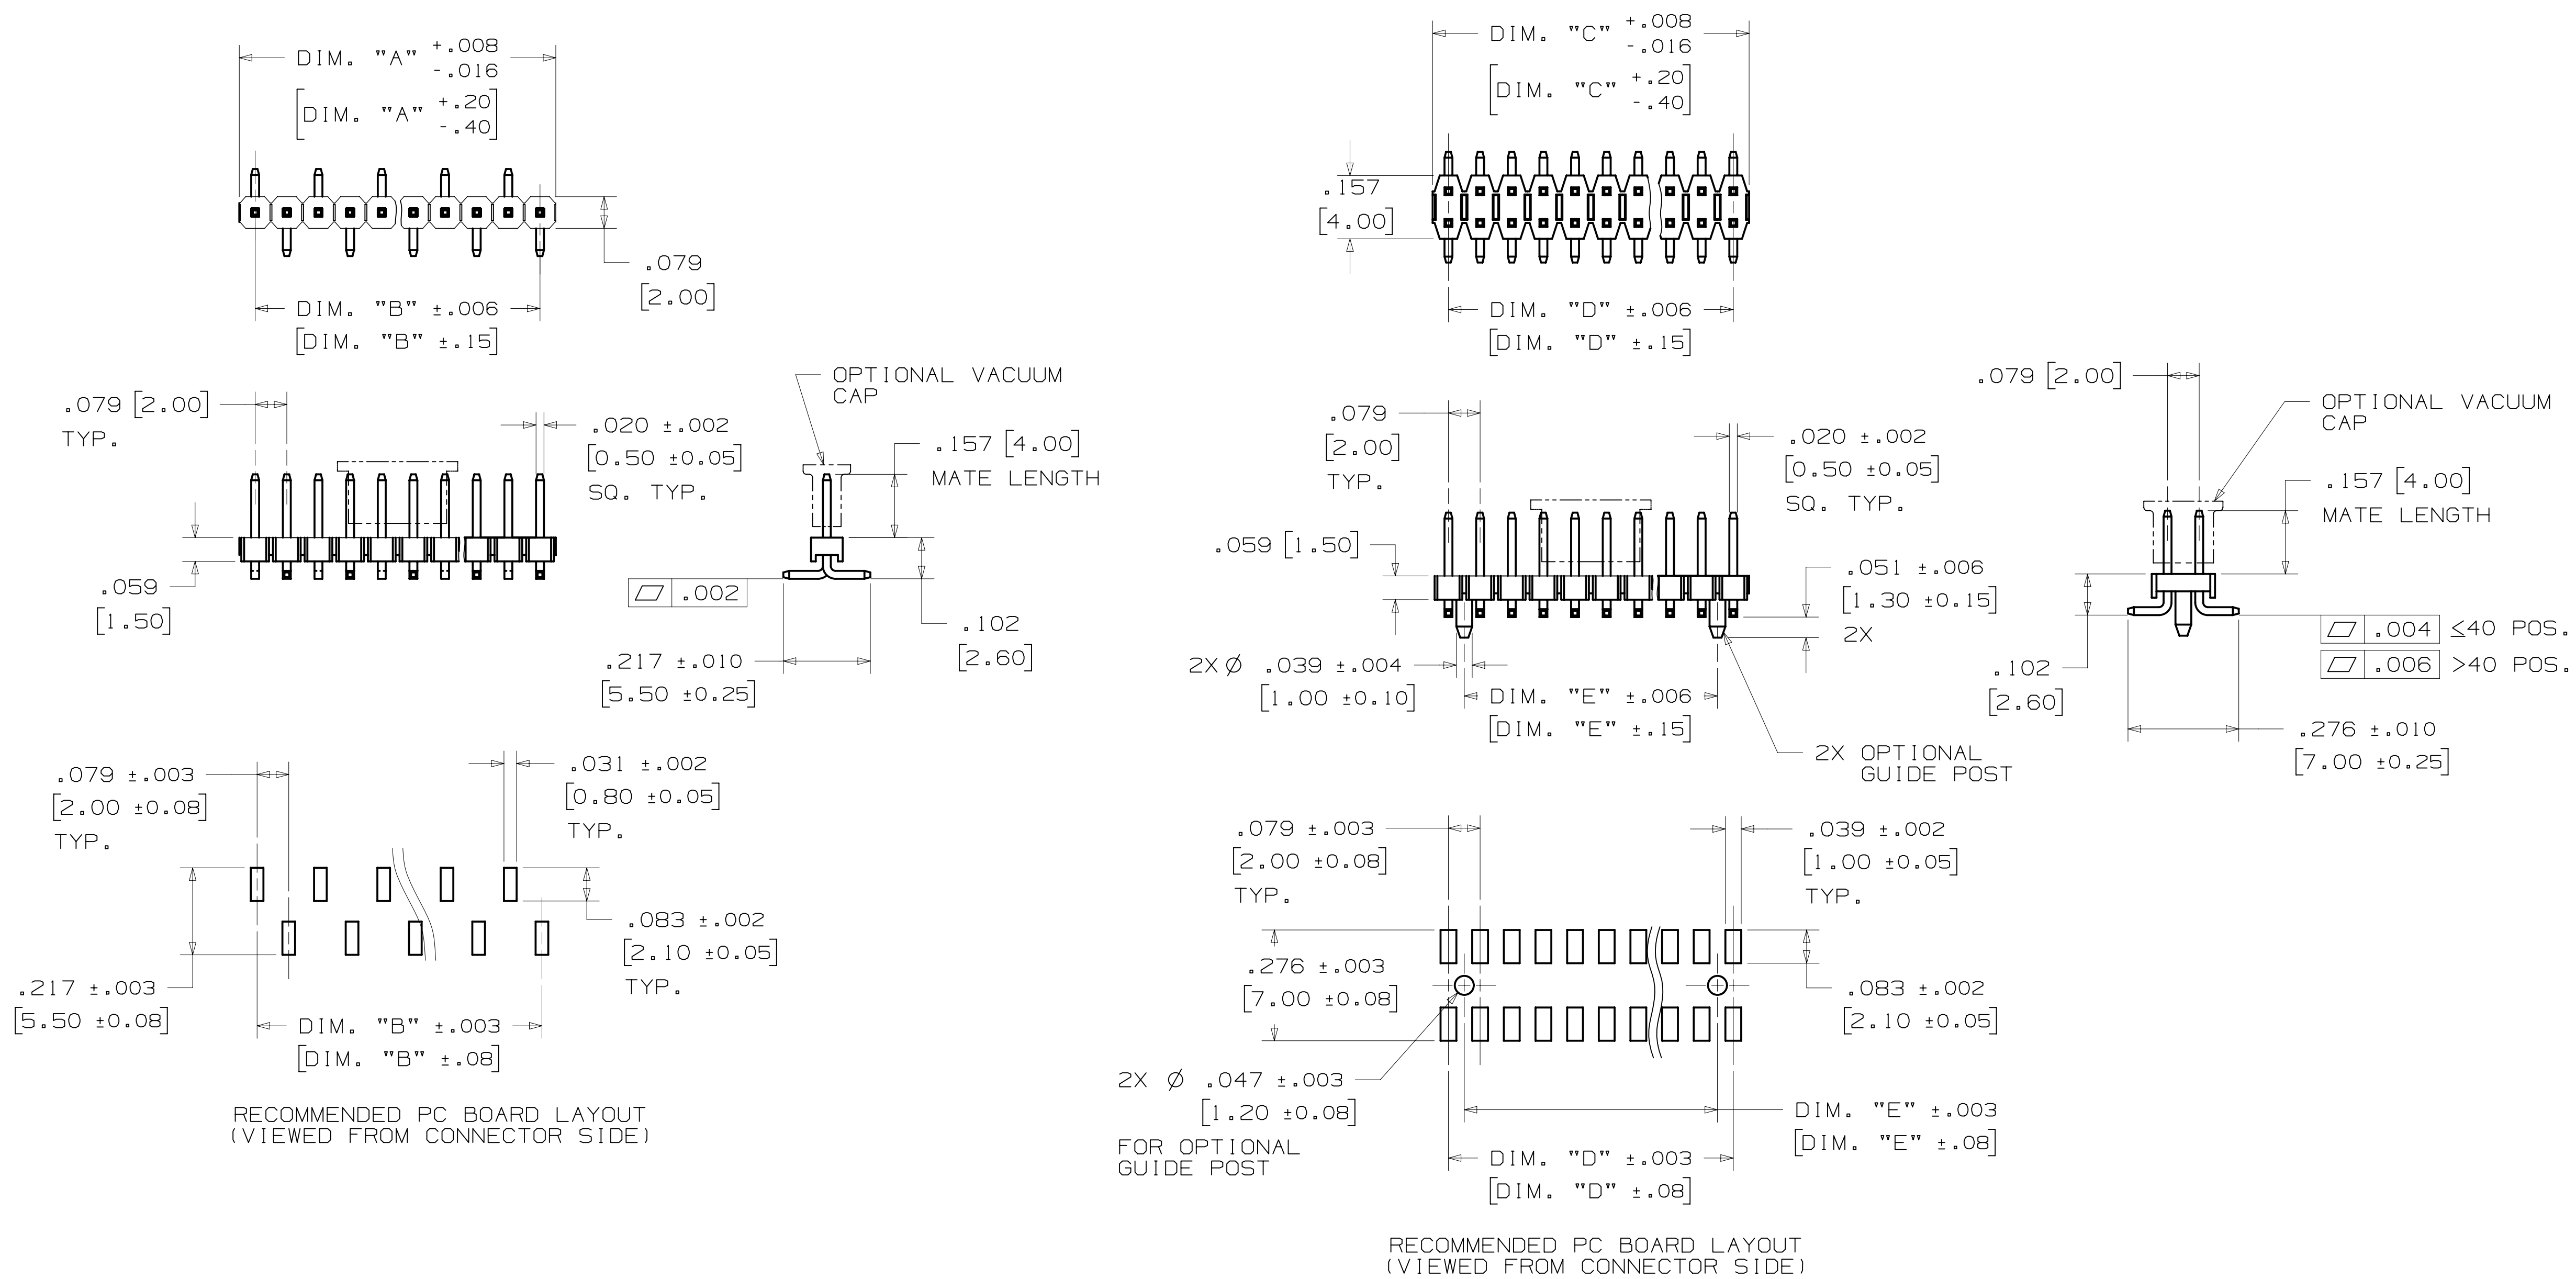 DIM. "A" +.008
-.016
[DIM. "A" +.20
-.40]
.079
[2.00]
DIM. "B" ±.006
[DIM. "B" ±.15]
.079 [2.00]
TYP.
.020 ±.002
[0.50 ±0.05]
SQ. TYP.
.059
[1.50]
OPTIONAL VACUUM
CAP
.157 [4.00]
MATE LENGTH
.002
.102
[2.60]
.217 ±.010
[5.50 ±0.25]
.079 ±.003
[2.00 ±0.08]
TYP.
.031 ±.002
[0.80 ±0.05]
TYP.
.083 ±.002
[2.10 ±0.05]
TYP.
.217 ±.003
[5.50 ±0.08]
DIM. "B" ±.003
[DIM. "B" ±.08]
RECOMMENDED PC BOARD LAYOUT
(VIEWED FROM CONNECTOR SIDE)
DIM. "C" +.008
-.016
[DIM. "C" +.20
-.40]
.157
[4.00]
DIM. "D" ±.006
[DIM. "D" ±.15]
.079
[2.00]
TYP.
.020 ±.002
[0.50 ±0.05]
SQ. TYP.
.059 [1.50]
.051 ±.006
[1.30 ±0.15]
2X
2X Ø .039 ±.004
[1.00 ±0.10]
DIM. "E" ±.006
[DIM. "E" ±.15]
2X OPTIONAL
GUIDE POST
.079 [2.00]
OPTIONAL VACUUM
CAP
.157 [4.00]
MATE LENGTH
.004 ≤40 POS.
.006 >40 POS.
.102
[2.60]
.276 ±.010
[7.00 ±0.25]
.079 ±.003
[2.00 ±0.08]
TYP.
.039 ±.002
[1.00 ±0.05]
TYP.
.276 ±.003
[7.00 ±0.08]
.083 ±.002
[2.10 ±0.05]
2X Ø .047 ±.003
[1.20 ±0.08]
FOR OPTIONAL
GUIDE POST
DIM. "E" ±.003
[DIM. "E" ±.08]
DIM. "D" ±.003
[DIM. "D" ±.08]
RECOMMENDED PC BOARD LAYOUT
(VIEWED FROM CONNECTOR SIDE)